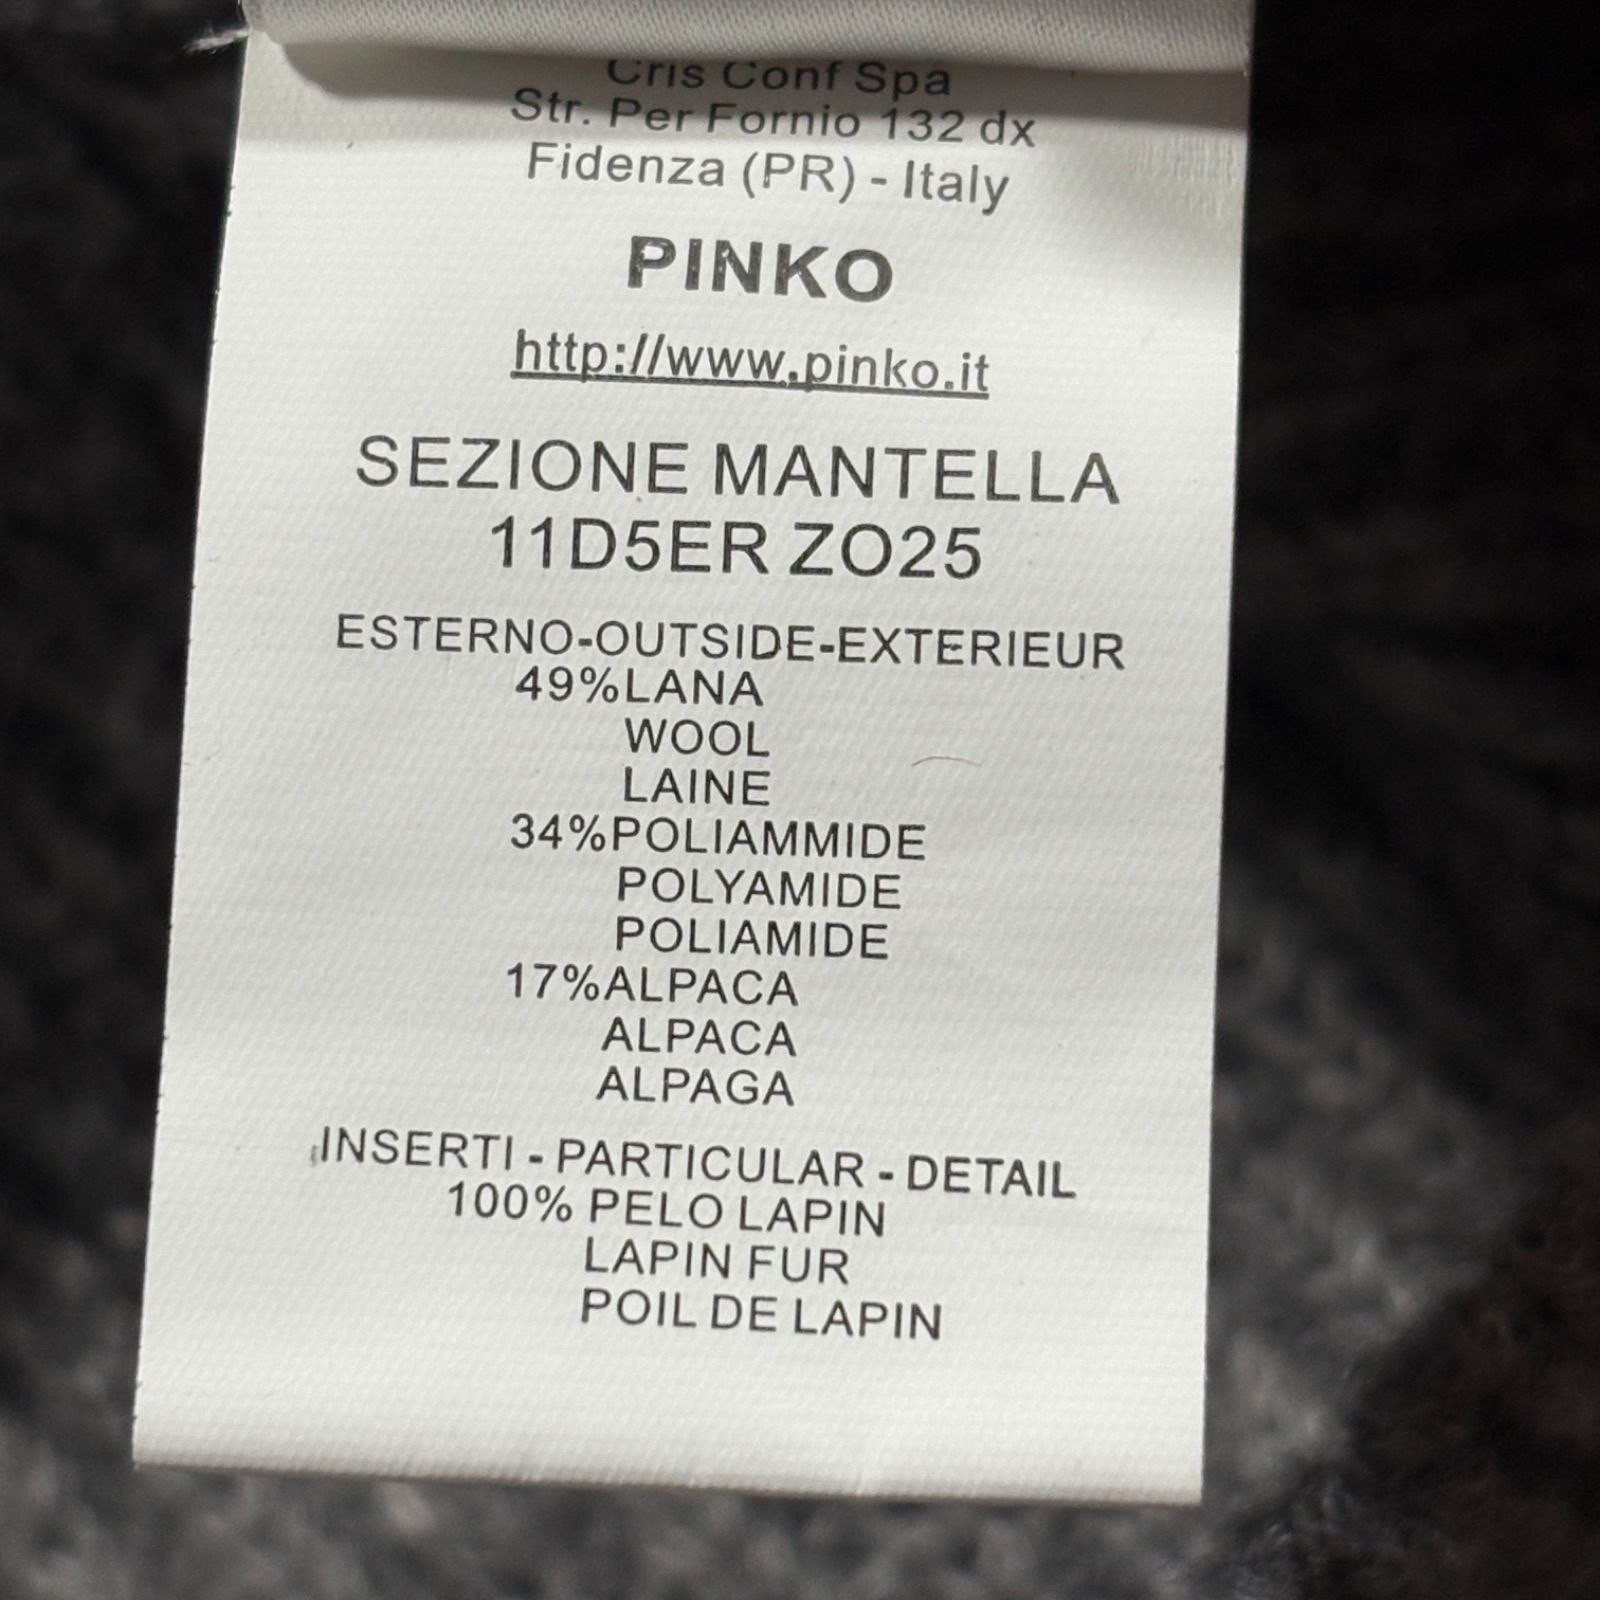 Cris Conf Spa
Str. Per Fornio 132 dx
Fidenza (PR) - Italy
PINKO
http://www.pinko.it
SEZIONE MANTELLA
11D5ER ZO25
ESTERNO-OUTSIDE-EXTERIEUR
49%LANA
WOOL
LAINE
34%POLIAMMIDE
POLYAMIDE
POLIAMIDE
17%ALPACA
ALPACA
ALPAGA
INSERTI - PARTICULAR - DETAIL
100% PELO LAPIN
LAPIN FUR
POIL DE LAPIN